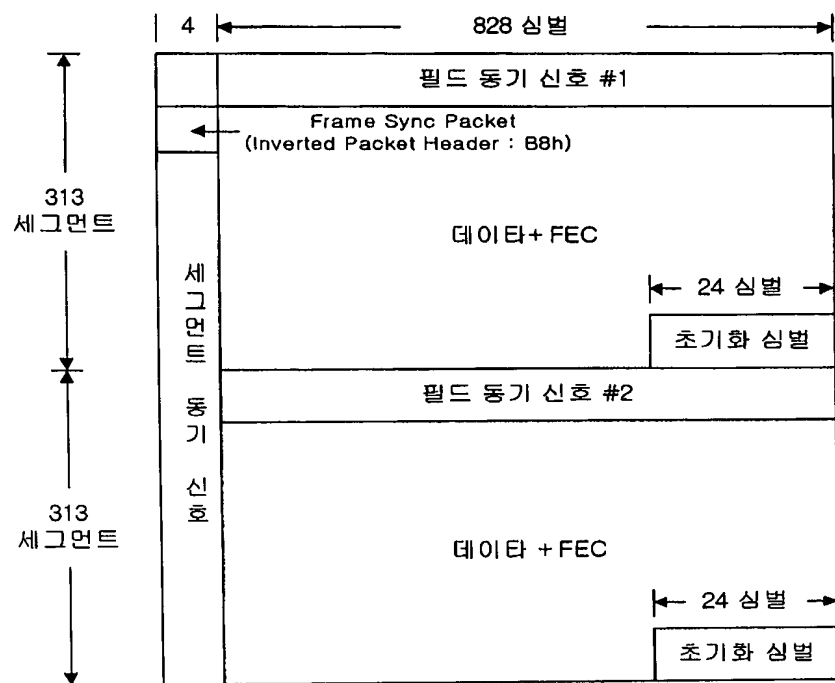 4
828 심벌
필드 동기 신호 #1
Frame Sync Packet
(Inverted Packet Header : B8h)
313
세그먼트
데이타+ FEC
세그먼트 동기 신호
24 심벌
초기화 심벌
필드 동기 신호 #2
313
세그먼트
데이타 + FEC
24 심벌
초기화 심벌